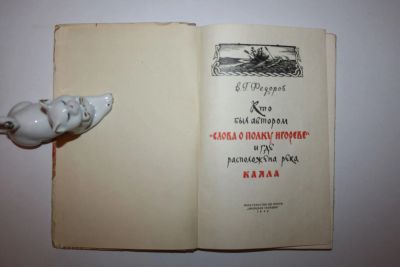 В.Г. Федоров
Кто
был автором
"СЛОВА О ПОЛКУ ИГОРЕВЕ"
и где
расположена река
КАЯЛА